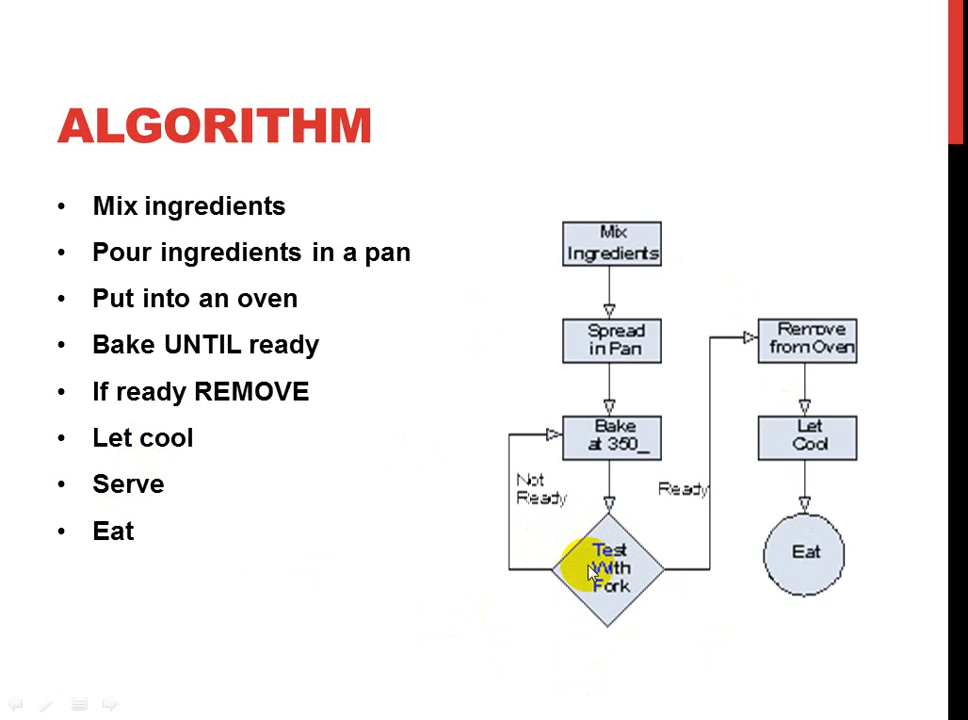 ALGORITHM
• Mix ingredients
• Pour ingredients in a pan
• Put into an oven
• Bake UNTIL ready
• If ready REMOVE
• Let cool
• Serve
• Eat
Mix
Ingredients
Spread
in Pan
Bake
at 350_
Not
Ready
Test
With
Fork
Ready
Remove
from Oven
Let
Cool
Eat